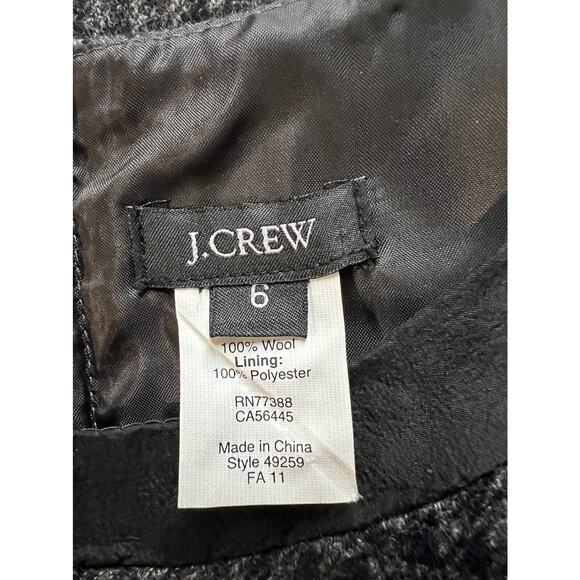 J.CREW
6
100% Wool
Lining:
100% Polyester
RN77388
CA56445
Made in China
Style 49259
FA 11